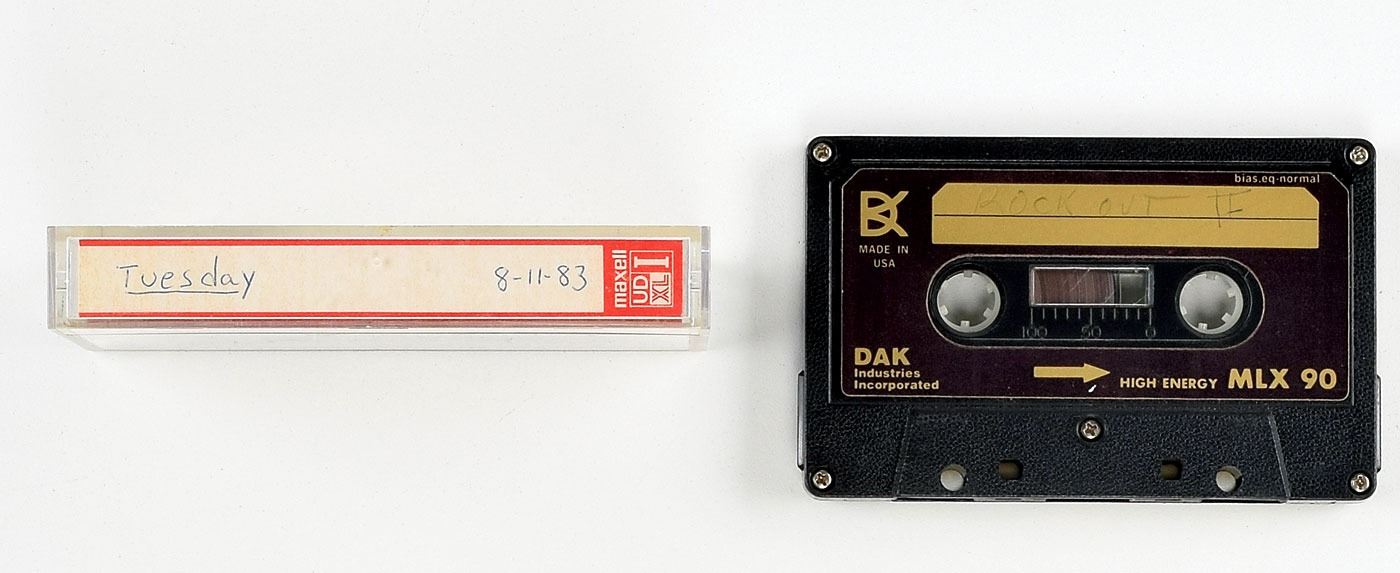 Tuesday 8-11-83
maxell
UD
XL I
bias.eq-normal
DK
ROCK OUT II
MADE IN
USA
100 50 0
DAK
Industries
Incorporated
HIGH ENERGY MLX 90